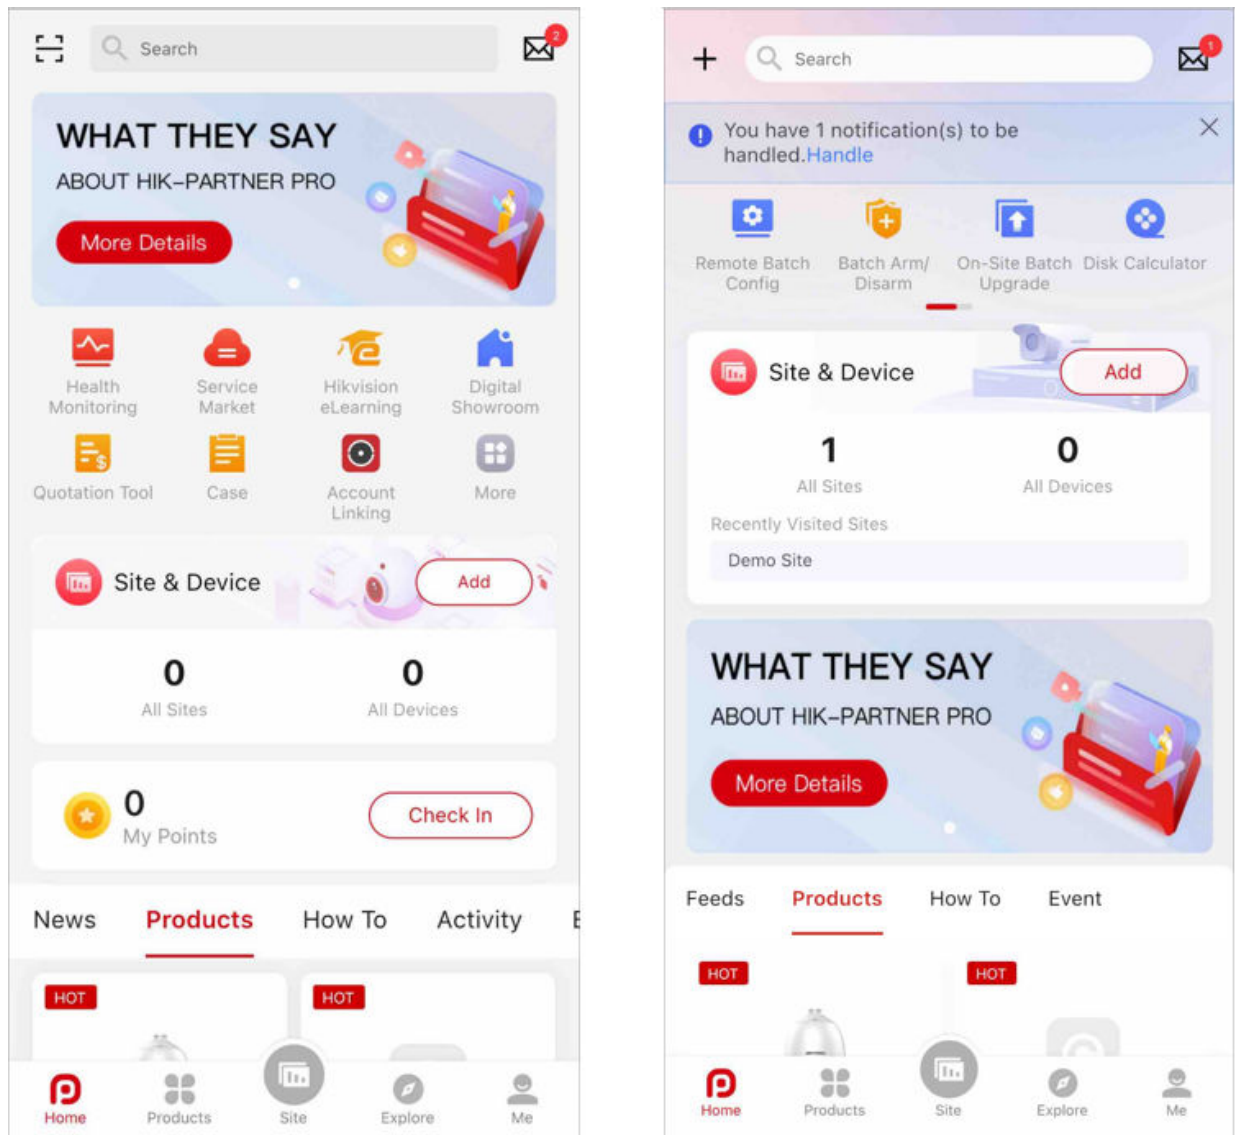 Search
2
WHAT THEY SAY
ABOUT HIK-PARTNER PRO
More Details
Health Monitoring
Service Market
Hikvision eLearning
Digital Showroom
Quotation Tool
Case
Account Linking
More
Site & Device
Add
0
All Sites
0
All Devices
0
My Points
Check In
News
Products
How To
Activity
HOT
HOT
Home
Products
Site
Explore
Me
Search
1
You have 1 notification(s) to be
handled.Handle
Remote Batch Config
Batch Arm/ Disarm
On-Site Batch Upgrade
Disk Calculator
Site & Device
Add
1
All Sites
0
All Devices
Recently Visited Sites
Demo Site
WHAT THEY SAY
ABOUT HIK-PARTNER PRO
More Details
Feeds
Products
How To
Event
HOT
HOT
Home
Products
Site
Explore
Me